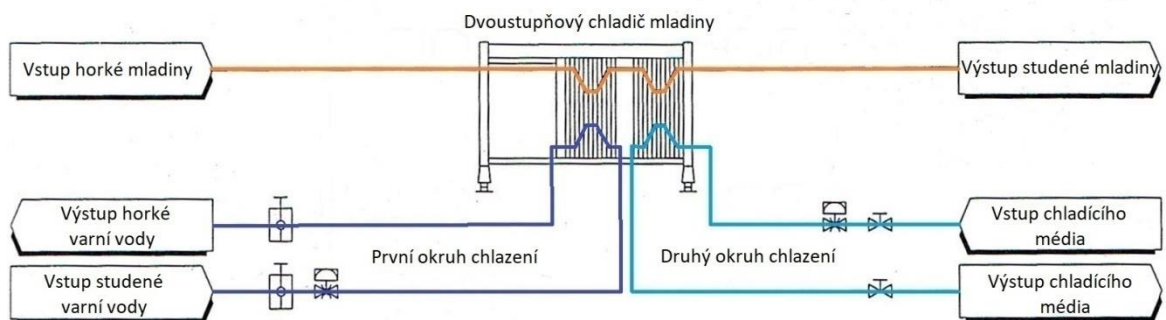 Dvoustupňový chladič mladiny
Vstup horké mladiny
Výstup studené mladiny
Výstup horké
varní vody
Vstup chladícího
média
První okruh chlazení
Druhý okruh chlazení
Vstup studené
varní vody
Výstup chladícího
média